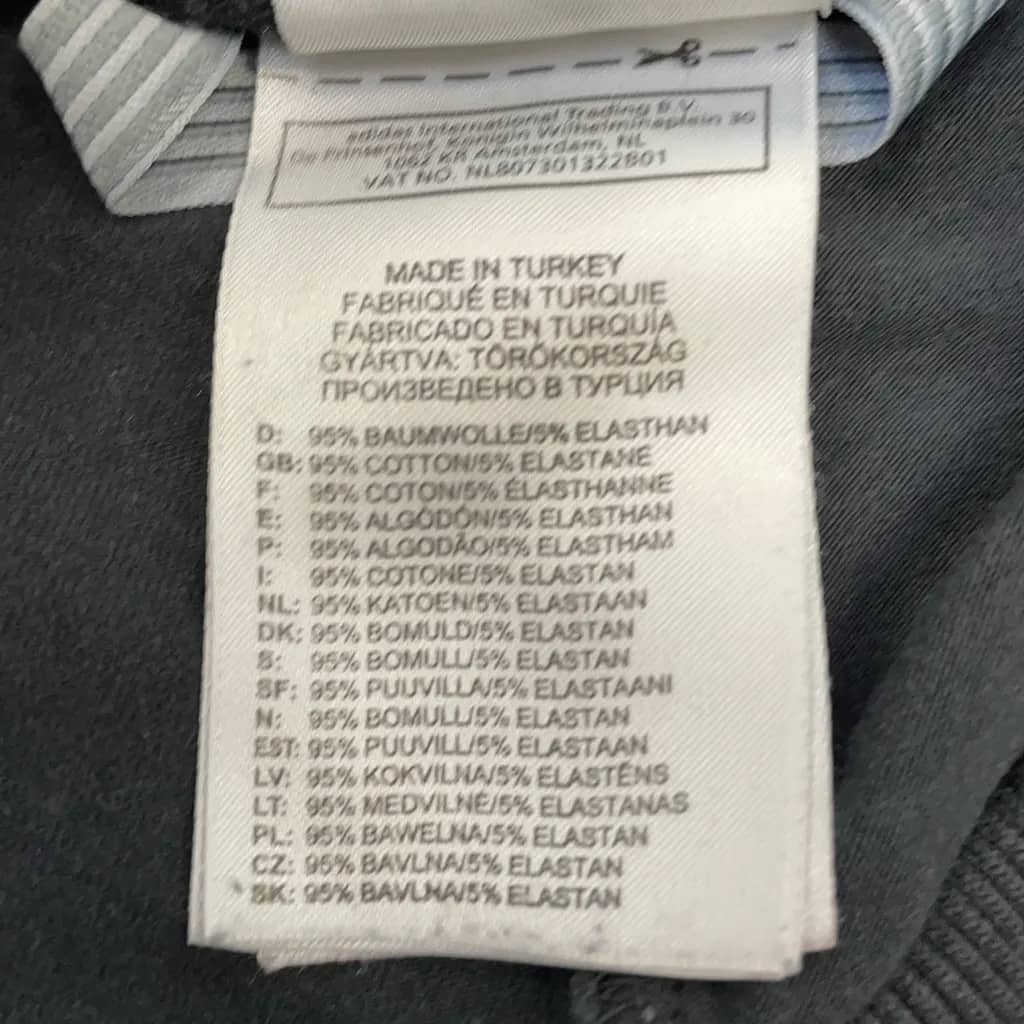 adidas International Trading B.V.
De Prinsenhof, Koningin Wilhelminaplein 30
1062 KR Amsterdam, NL
VAT NO. NL807301322B01
MADE IN TURKEY
FABRIQUÉ EN TURQUIE
FABRICADO EN TURQUÍA
GYÁRTVA: TÖRÖKORSZÁG
ПРОИЗВЕДЕНО В ТУРЦИЯ
D: 95% BAUMWOLLE/5% ELASTHAN
GB: 95% COTTON/5% ELASTANE
F: 95% COTON/5% ÉLASTHANNE
E: 95% ALGODÓN/5% ELASTHAN
P: 95% ALGODÃO/5% ELASTHAM
I: 95% COTONE/5% ELASTAN
NL: 95% KATOEN/5% ELASTAAN
DK: 95% BOMULD/5% ELASTAN
S: 95% BOMULL/5% ELASTAN
SF: 95% PUUVILLA/5% ELASTAANI
N: 95% BOMULL/5% ELASTAN
EST: 95% PUUVILL/5% ELASTAAN
LV: 95% KOKVILNA/5% ELASTĒNS
LT: 95% MEDVILNĖ/5% ELASTANAS
PL: 95% BAWEŁNA/5% ELASTAN
CZ: 95% BAVLNA/5% ELASTAN
SK: 95% BAVLNA/5% ELASTAN